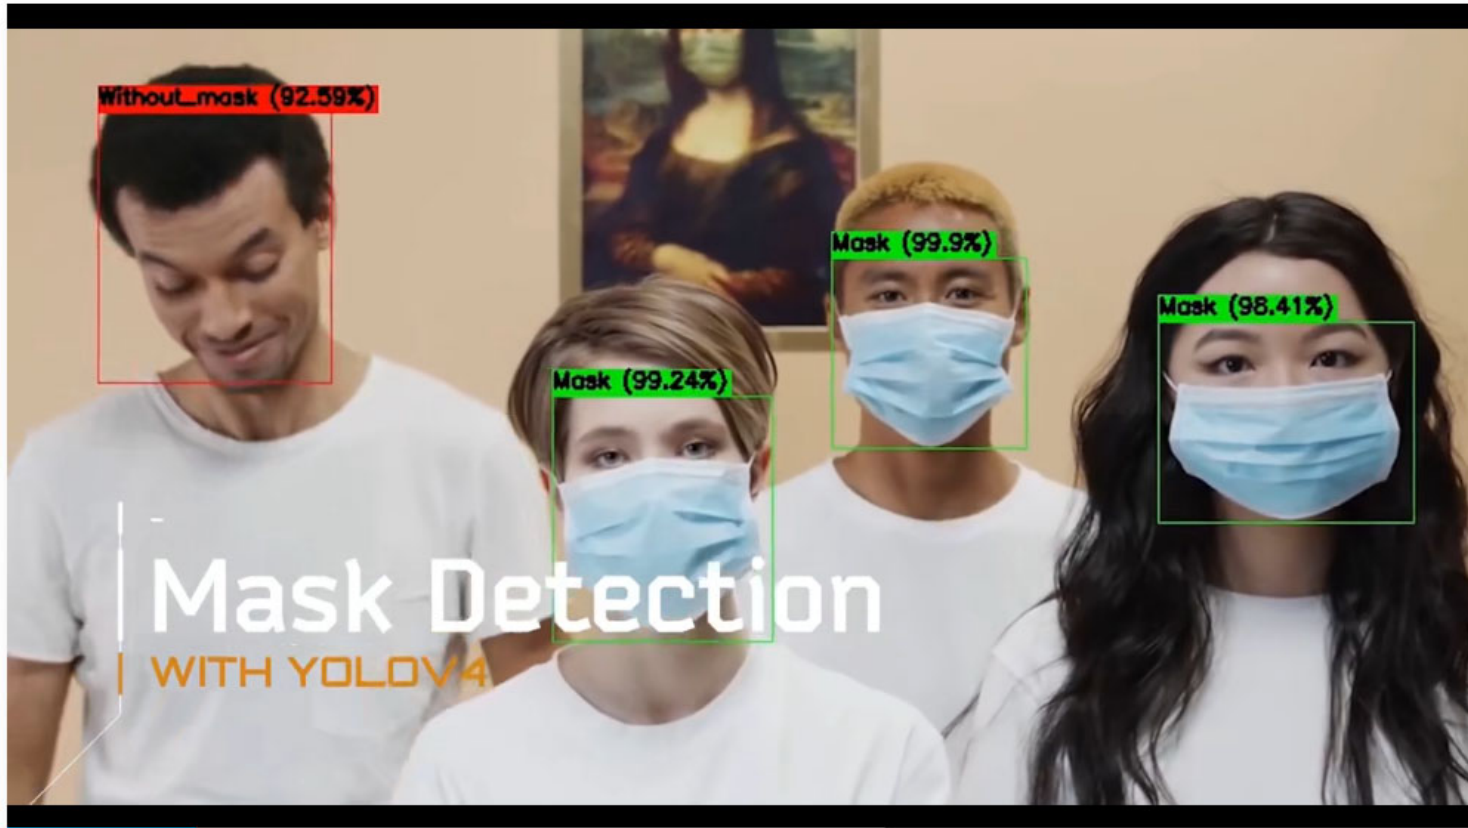 Without_mask (92.59%)
Mask (99.9%)
Mask (98.41%)
Mask (99.24%)
Mask Detection
WITH YOLOV4